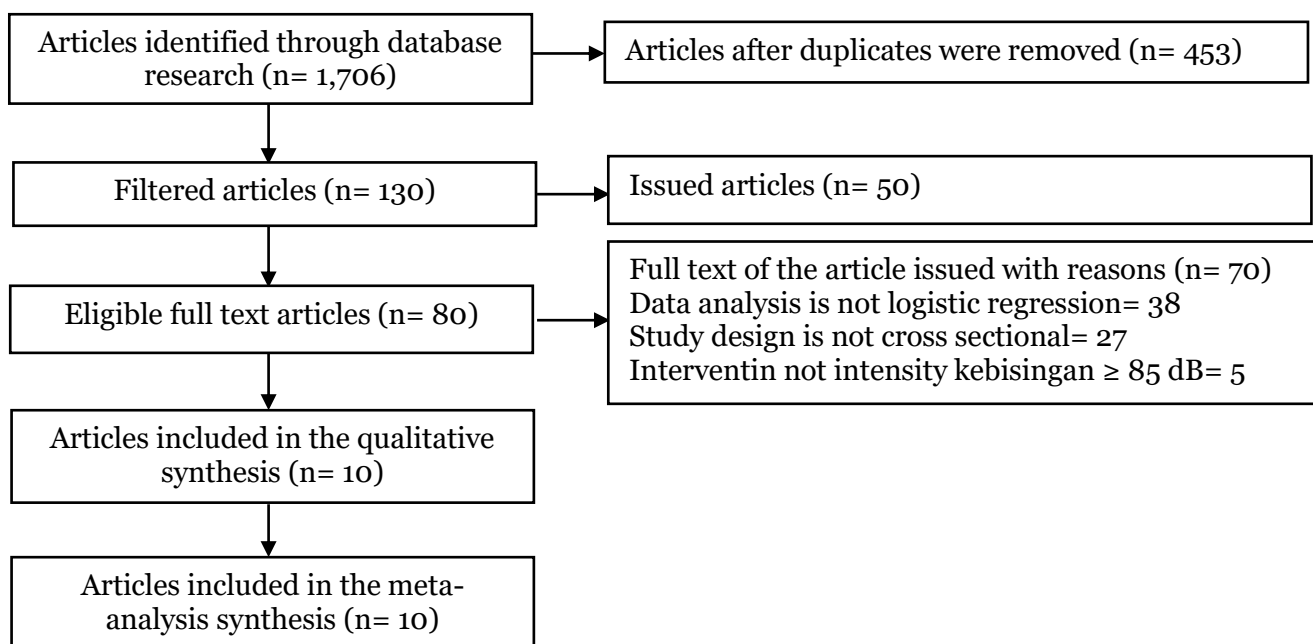 Articles identified through database
research (n= 1,706)
Articles after duplicates were removed (n= 453)
Filtered articles (n= 130)
Issued articles (n= 50)
Eligible full text articles (n= 80)
Full text of the article issued with reasons (n= 70)
Data analysis is not logistic regression= 38
Study design is not cross sectional= 27
Interventin not intensity kebisingan ≥ 85 dB= 5
Articles included in the qualitative
synthesis (n= 10)
Articles included in the meta-
analysis synthesis (n= 10)